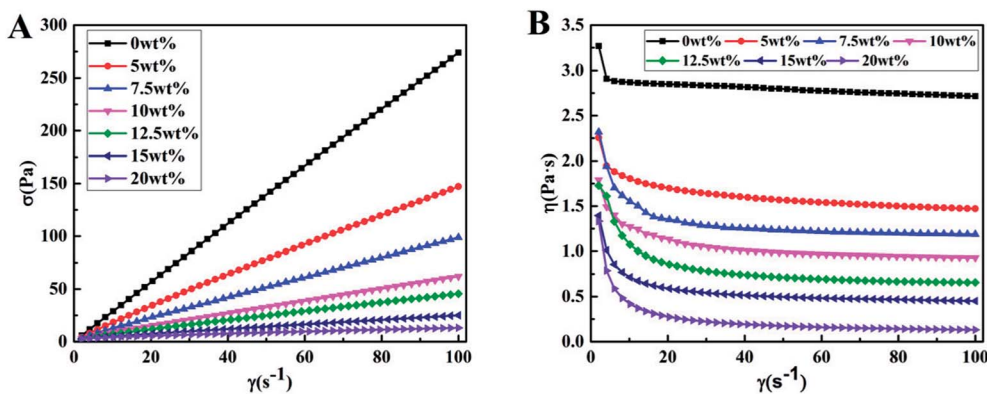 A
300
250
200
150
100
50
0
σ(Pa)
0wt%
5wt%
7.5wt%
10wt%
12.5wt%
15wt%
20wt%
0 20 40 60 80 100
γ(s-1)
B
3.5
3.0
2.5
2.0
1.5
1.0
0.5
0.0
η(Pa·s)
0wt% 5wt% 7.5wt% 10wt%
12.5wt% 15wt% 20wt%
0 20 40 60 80 100
γ(s-1)